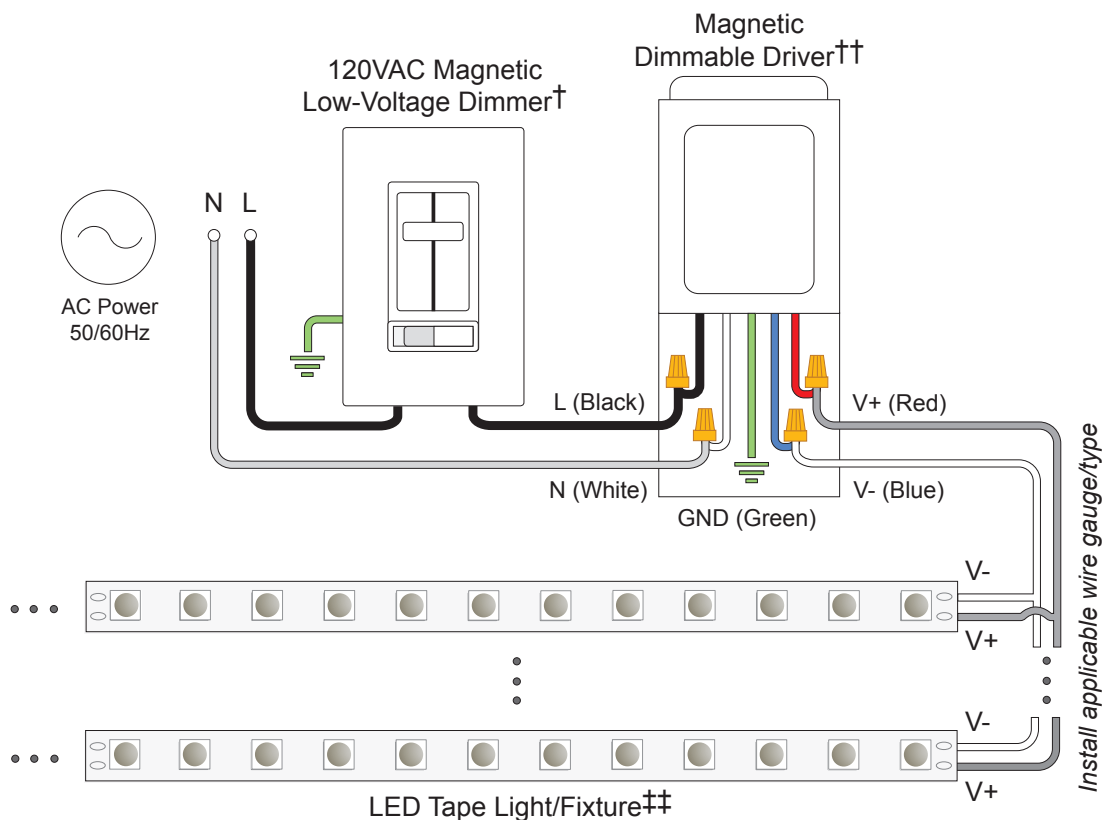 Magnetic
Dimmable Driver††
120VAC Magnetic
Low-Voltage Dimmer†
N L
AC Power
50/60Hz
L (Black)
V+ (Red)
N (White)
V- (Blue)
GND (Green)
Install applicable wire gauge/type
V-
V+
V-
V+
LED Tape Light/Fixture‡‡